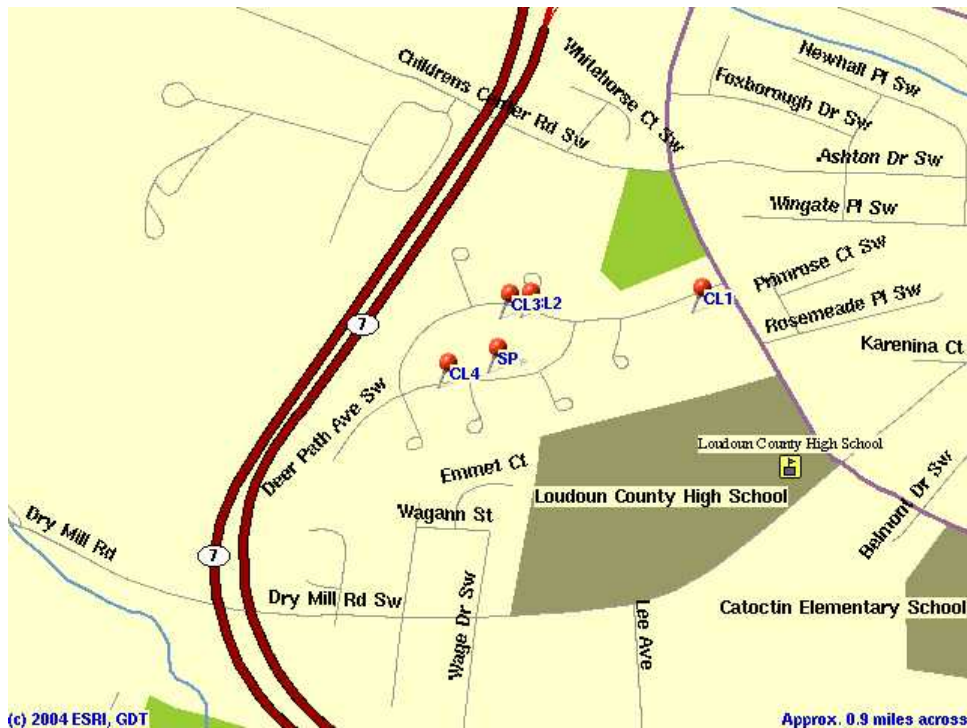 Childrens Center Rd Sw
Whitehorse Ct Sw
Newhall Pl Sw
Foxborough Dr Sw
Ashton Dr Sw
Wingate Pl Sw
Primrose Ct Sw
Rosemeade Pl Sw
Karenina Ct
CL3
L2
CL1
7
SP
CL4
Deer Path Ave Sw
Loudoun County High School
Emmet Ct
Loudoun County High School
Belmont Dr Sw
Wagann St
Dry Mill Rd
7
Dry Mill Rd Sw
Wage Dr Sw
Lee Ave
Catoctin Elementary School
(c) 2004 ESRI, GDT
Approx. 0.9 miles across